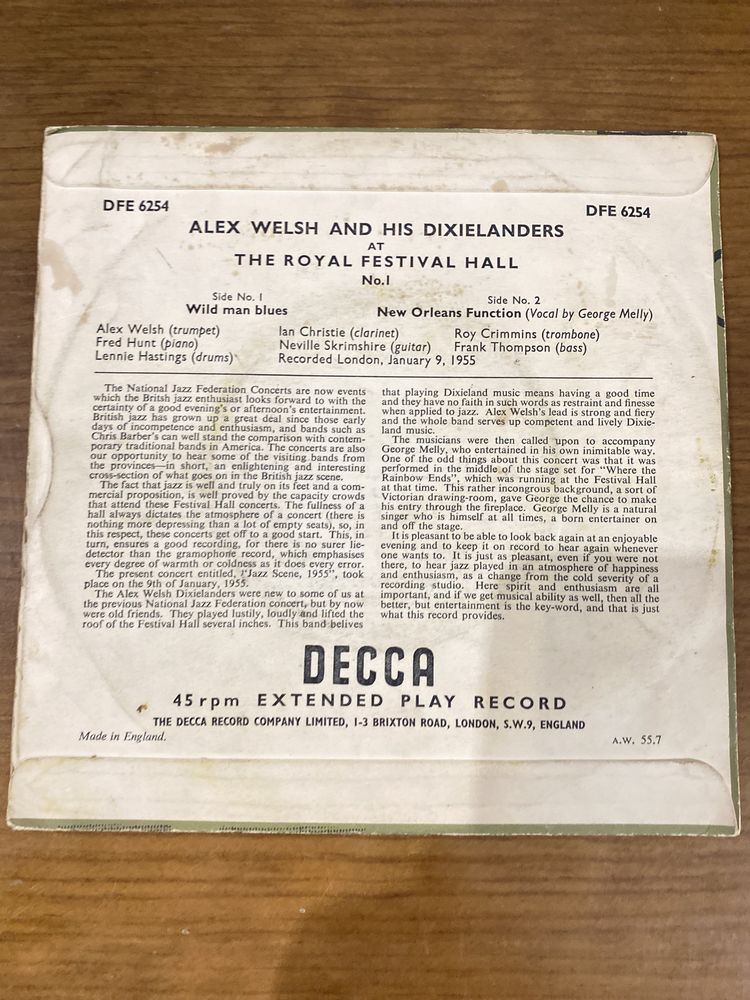 DFE 6254
DFE 6254
ALEX WELSH AND HIS DIXIELANDERS
AT
THE ROYAL FESTIVAL HALL
No.1
Side No. 1
Wild man blues
Side No. 2
New Orleans Function (Vocal by George Melly)
Alex Welsh (trumpet) Ian Christie (clarinet) Roy Crimmins (trombone)
Fred Hunt (piano) Neville Skrimshire (guitar) Frank Thompson (bass)
Lennie Hastings (drums) Recorded London, January 9, 1955
The National Jazz Federation Concerts are now events
which the Britsh jazz enthusiast looks forward to with the
certainty of a good evening's or afternoon's entertainment.
British jazz has grown up a great deal since those early
days of incompetence and enthusiasm, and bands such as
Chris Barber's can well stand the comparison with contem-
porary traditional bands in America. The concerts are also
our opportunity to hear some of the visiting bands from
the provinces—in short, an enlightening and interesting
cross-section of what goes on in the British jazz scene.
The fact that jazz is well and truly on its feet and a com-
mercial proposition, is well proved by the capacity crowds
that attend these Festival Hall concerts. The fullness of a
hall always dictates the atmosphere of a concert (there is
nothing more depressing than a lot of empty seats), so, in
this respect, these concerts get off to a good start. This, in
turn, ensures a good recording, for there is no surer lie-
detector than the gramophone record, which emphasises
every degree of warmth or coldness as it does every error.
The present concert entitled, "Jazz Scene, 1955", took
place on the 9th of January, 1955.
The Alex Welsh Dixielanders were new to some of us at
the previous National Jazz Federation concert, but by now
were old friends. They played lustily, loudly and lifted the
roof of the Festival Hall several inches. This band belives
that playing Dixieland music means having a good time
and they have no faith in such words as restraint and finesse
when applied to jazz. Alex Welsh's lead is strong and fiery
and the whole band serves up competent and lively Dixie-
land music.
The musicians were then called upon to accompany
George Melly, who entertained in his own inimitable way.
One of the odd things about this concert was that it was
performed in the middle of the stage set for "Where the
Rainbow Ends", which was running at the Festival Hall
at that time. This rather incongrous background, a sort of
Victorian drawing-room, gave George the chance to make
his entry through the fireplace. George Melly is a natural
singer who is himself at all times, a born entertainer on
and off the stage.
It is pleasant to be able to look back again at an enjoyable
evening and to keep it on record to hear again whenever
one wants to. It is just as pleasant, even if you were not
there, to hear jazz played in an atmosphere of happiness
and enthusiasm, as a change from the cold severity of a
recording studio. Here spirit and enthusiasm are all
important, and if we get musical ability as well, then all the
better, but entertainment is the key-word, and that is just
what this record provides.
DECCA
45 rpm EXTENDED PLAY RECORD
THE DECCA RECORD COMPANY LIMITED, 1-3 BRIXTON ROAD, LONDON, S.W.9, ENGLAND
Made in England.
A.W. 55.7